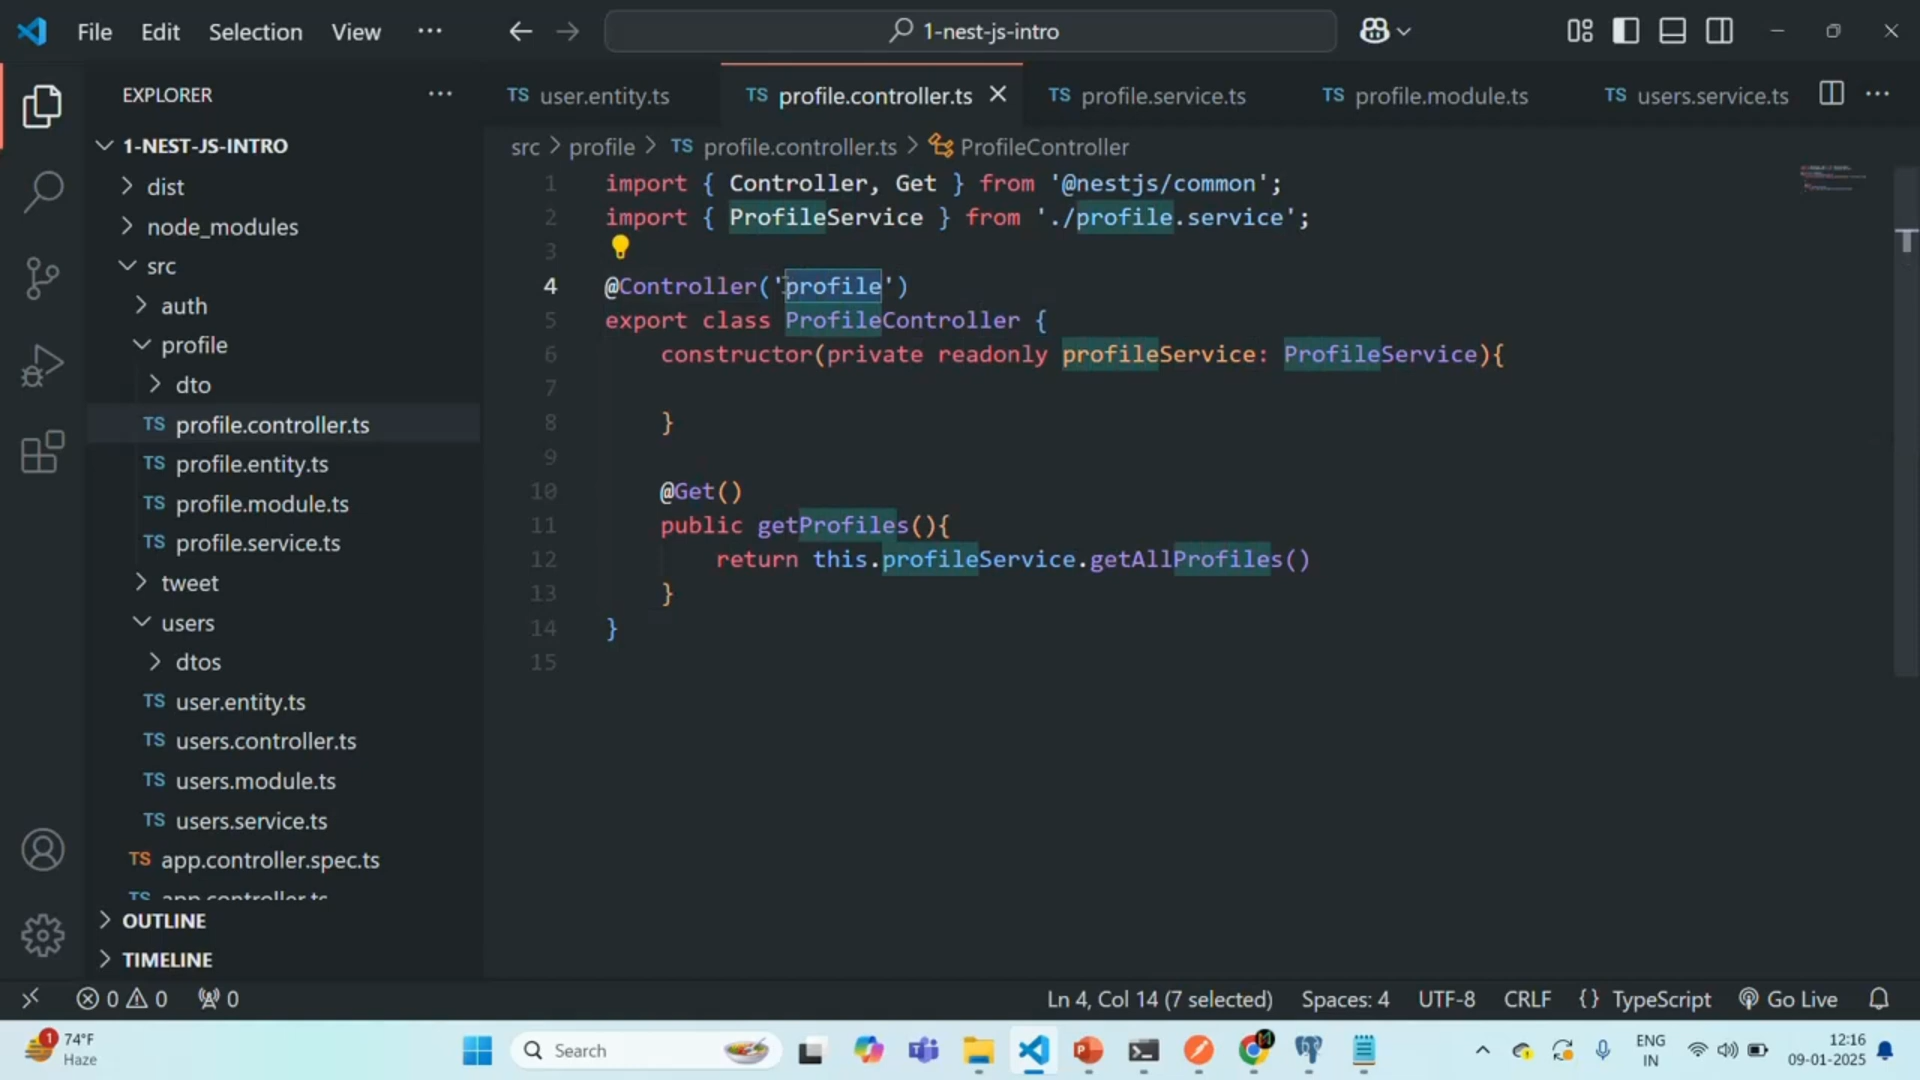 File Edit Selection View ··· 1-nest-js-intro
EXPLORER ···
1-NEST-JS-INTRO
dist
node_modules
src
auth
profile
dto
TS profile.controller.ts
TS profile.entity.ts
TS profile.module.ts
TS profile.service.ts
tweet
users
dtos
TS user.entity.ts
TS users.controller.ts
TS users.module.ts
TS users.service.ts
TS app.controller.spec.ts
TS app.controller.ts
OUTLINE
TIMELINE
TS user.entity.ts TS profile.controller.ts TS profile.service.ts TS profile.module.ts TS users.service.ts ···
src > profile > TS profile.controller.ts > ProfileController
1 import { Controller, Get } from '@nestjs/common';
2 import { ProfileService } from './profile.service';
3
4 @Controller('profile')
5 export class ProfileController {
6 constructor(private readonly profileService: ProfileService){
7
8 }
9
10 @Get()
11 public getProfiles(){
12 return this.profileService.getAllProfiles()
13 }
14 }
15
0 0 0 Ln 4, Col 14 (7 selected) Spaces: 4 UTF-8 CRLF {} TypeScript Go Live
1 74°F
Haze
Search
ENG
IN
12:16
09-01-2025